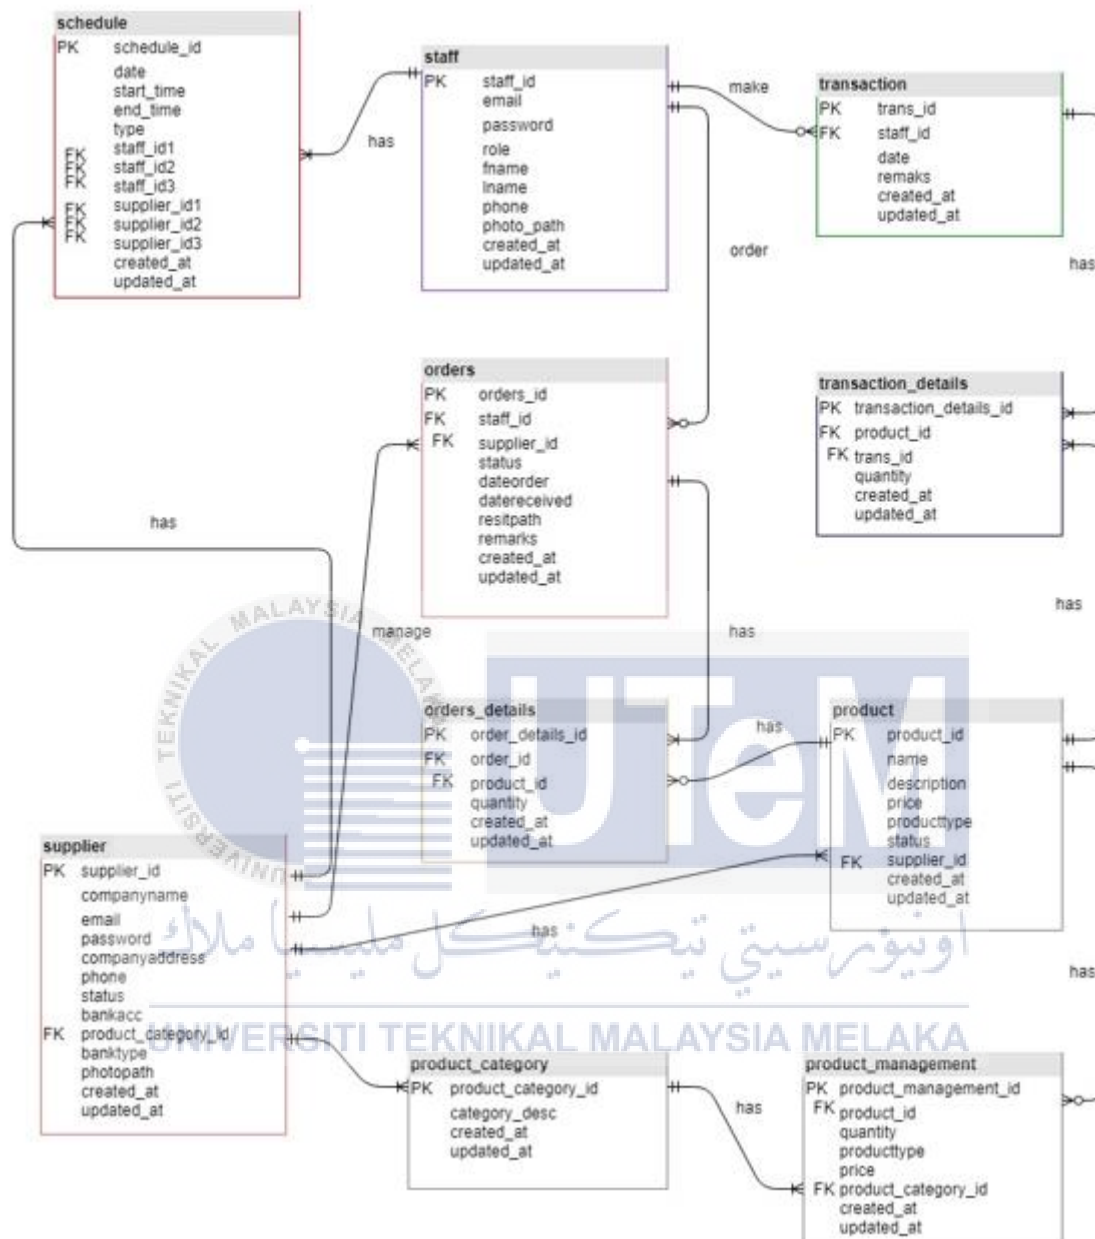 schedule
PK schedule_id
date
start_time
end_time
type
FK staff_id1
FK staff_id2
FK staff_id3
FK supplier_id1
FK supplier_id2
FK supplier_id3
created_at
updated_at
has
staff
PK staff_id
email
password
role
fname
lname
phone
photo_path
created_at
updated_at
make
order
transaction
PK trans_id
FK staff_id
date
remaks
created_at
updated_at
has
orders
PK orders_id
FK staff_id
FK supplier_id
status
dateorder
datereceived
resitpath
remarks
created_at
updated_at
transaction_details
PK transaction_details_id
FK product_id
FK trans_id
quantity
created_at
updated_at
has
has
manage
has
orders_details
PK order_details_id
FK order_id
FK product_id
quantity
created_at
updated_at
has
product
PK product_id
name
description
price
producttype
status
FK supplier_id
created_at
updated_at
supplier
PK supplier_id
companyname
email
password
companyaddress
phone
status
bankacc
FK product_category_id
banktype
photopath
created_at
updated_at
has
has
product_category
PK product_category_id
category_desc
created_at
updated_at
has
product_management
PK product_management_id
FK product_id
quantity
producttype
price
FK product_category_id
created_at
updated_at
UNIVERSITI TEKNIKAL MALAYSIA MELAKA
UTeM
اونيۏرسيتي تيكنيكل مليسيا ملاك
UNIVERSITI TEKNIKAL MALAYSIA MELAKA